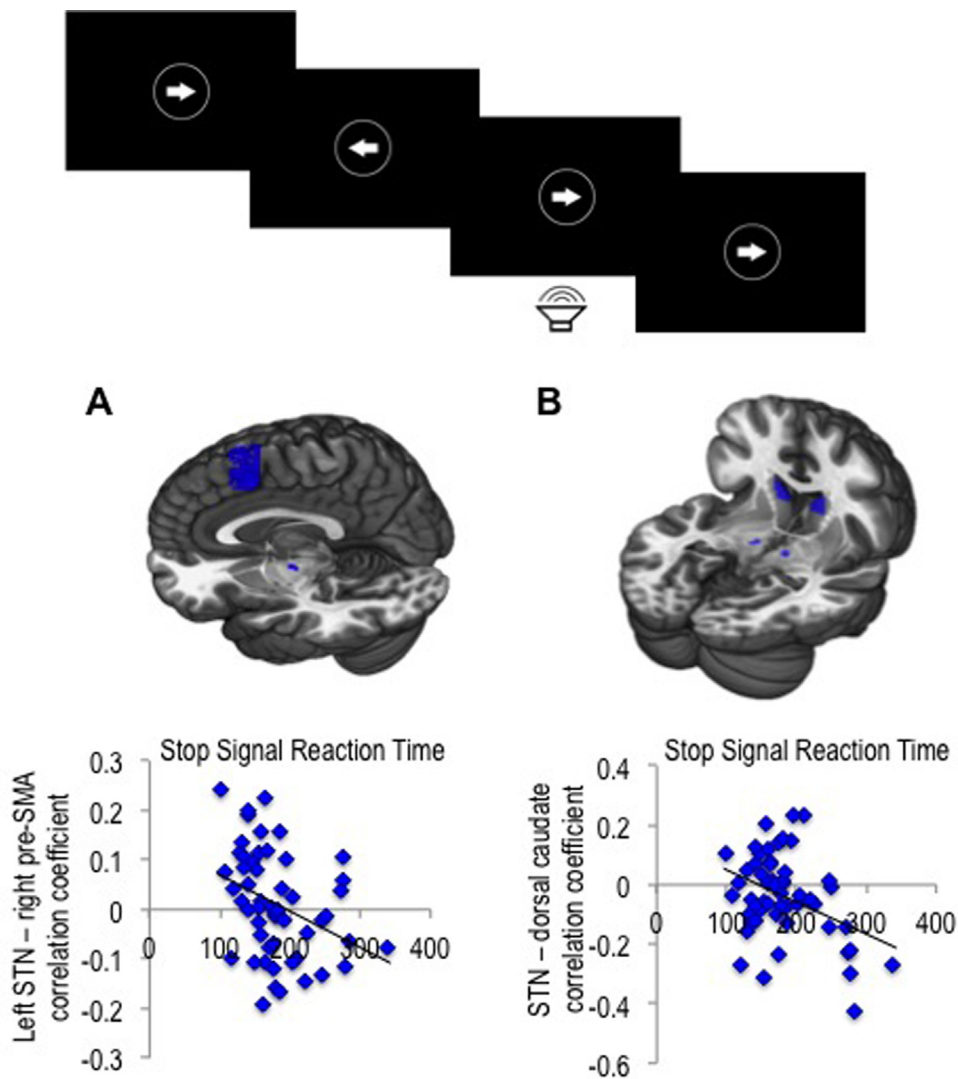 A
B
Stop Signal Reaction Time
0.3
0.2
0.1
0
-0.1
-0.2
-0.3
0
100
200
300
400
Left STN – right pre-SMA
correlation coefficient
Stop Signal Reaction Time
0.4
0.2
0
-0.2
-0.4
-0.6
0
100
200
300
400
STN – dorsal caudate
correlation coefficient